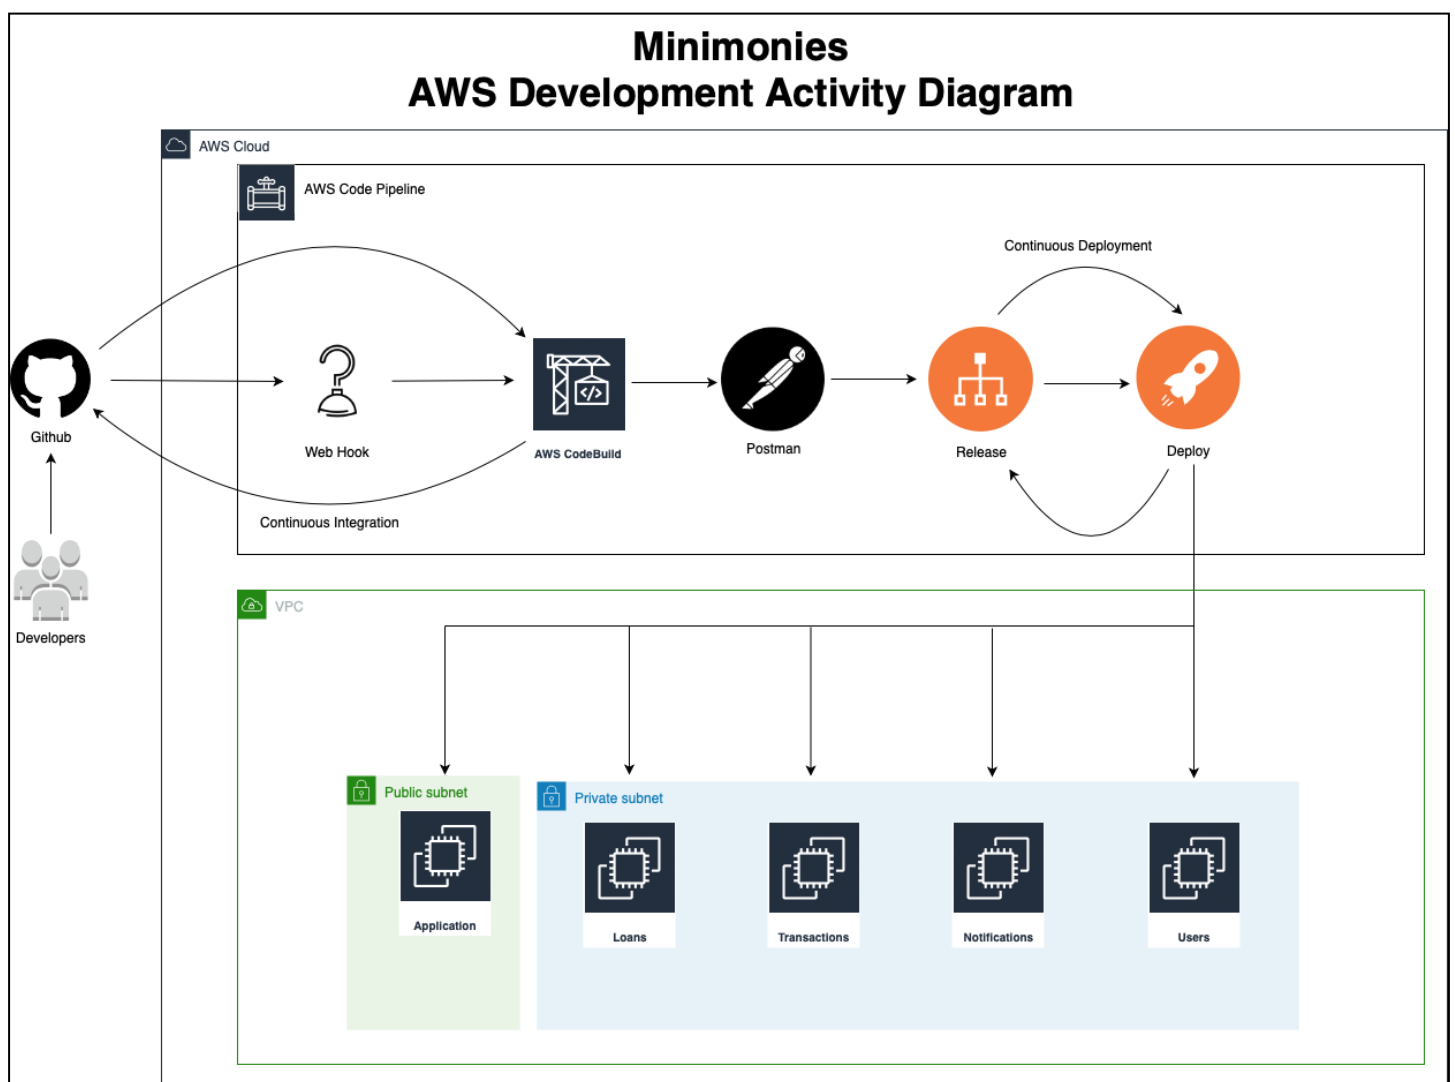 Minimonies
AWS Development Activity Diagram
AWS Cloud
AWS Code Pipeline
Continuous Deployment
Github
Web Hook
AWS CodeBuild
Postman
Release
Deploy
Continuous Integration
Developers
VPC
Public subnet
Private subnet
Application
Loans
Transactions
Notifications
Users